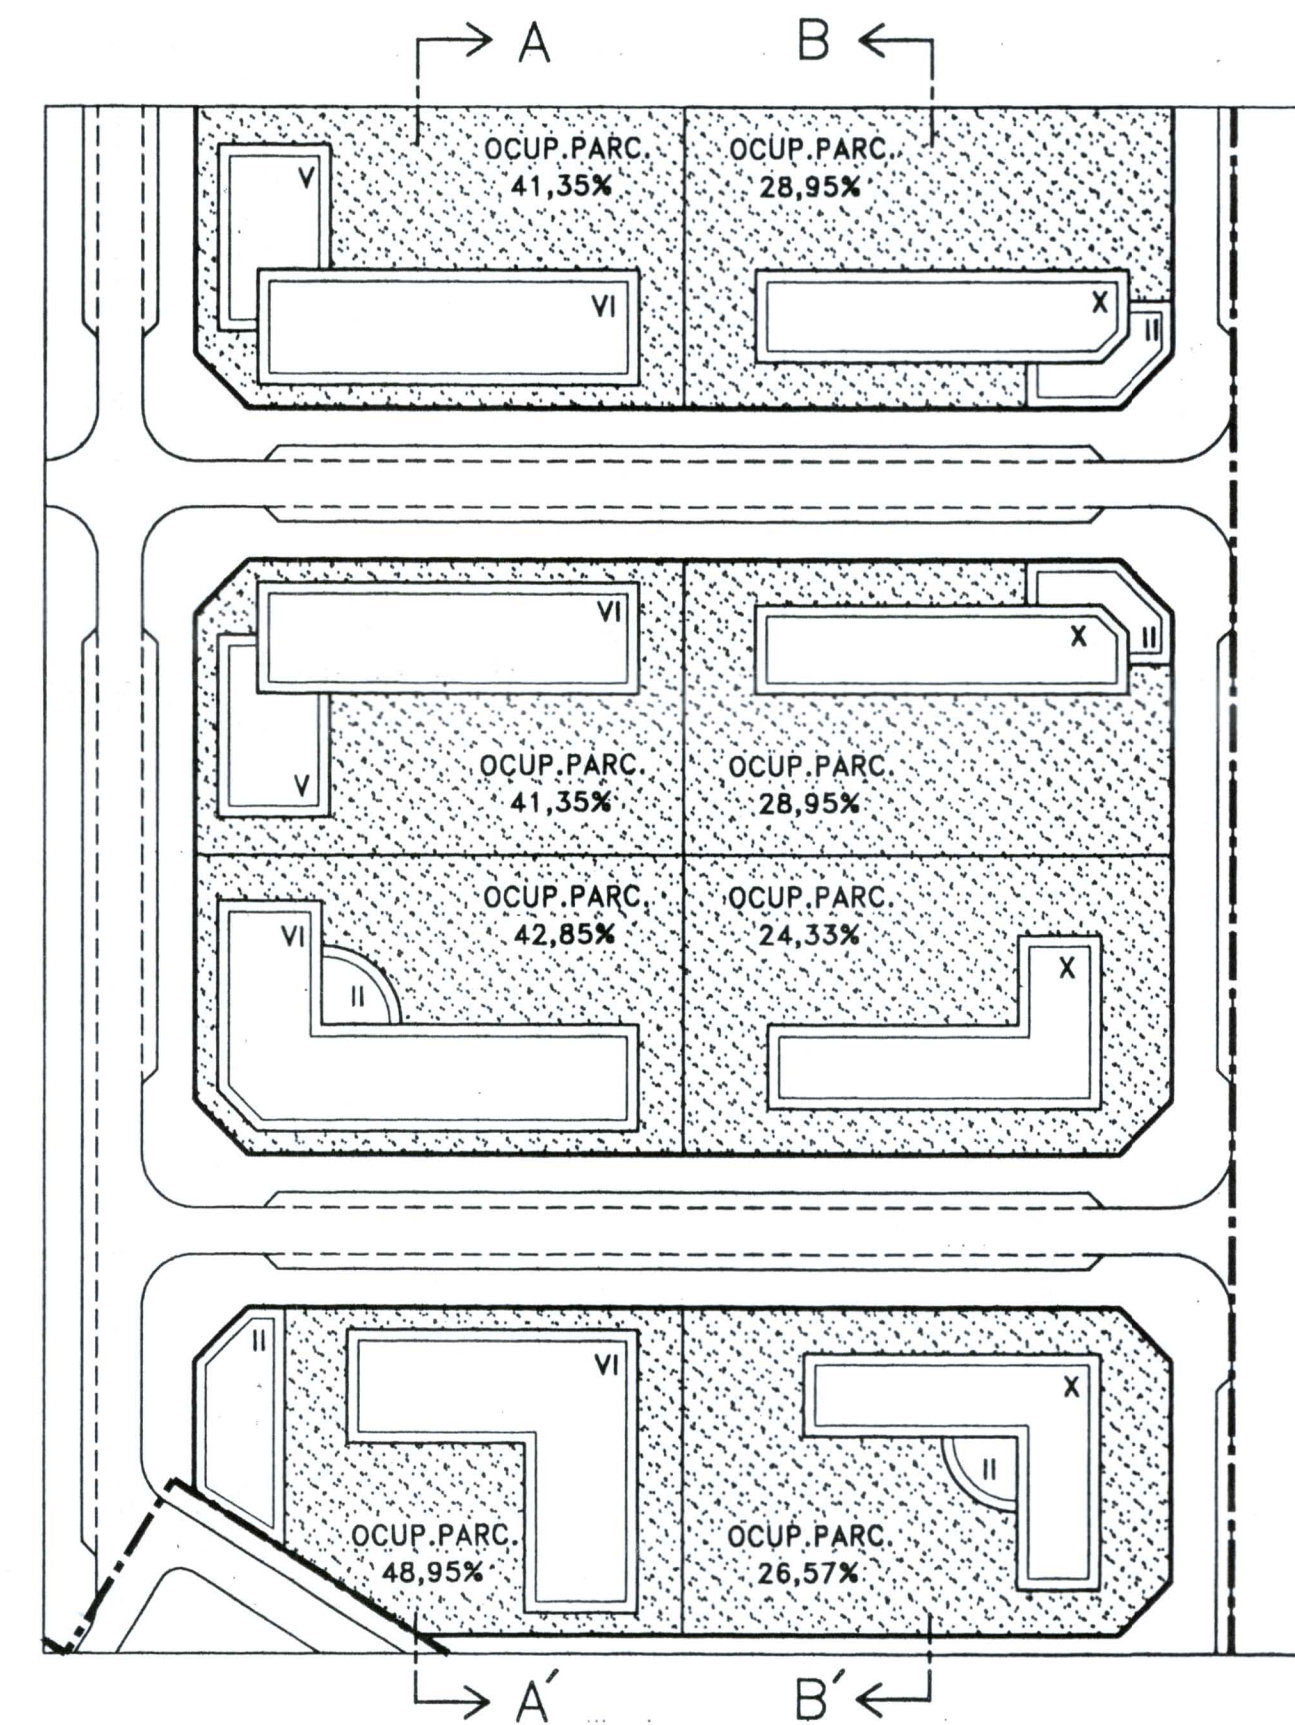 A B
OCUP.PARC. OCUP.PARC.
41,35% 28,95%
V
VI X
II
VI
X II
OCUP.PARC. OCUP.PARC.
V
41,35% 28,95%
OCUP.PARC. OCUP.PARC.
42,85% 24,33%
VI
X
II
II VI
X
II
OCUP.PARC. OCUP.PARC.
48,95% 26,57%
A´ B´